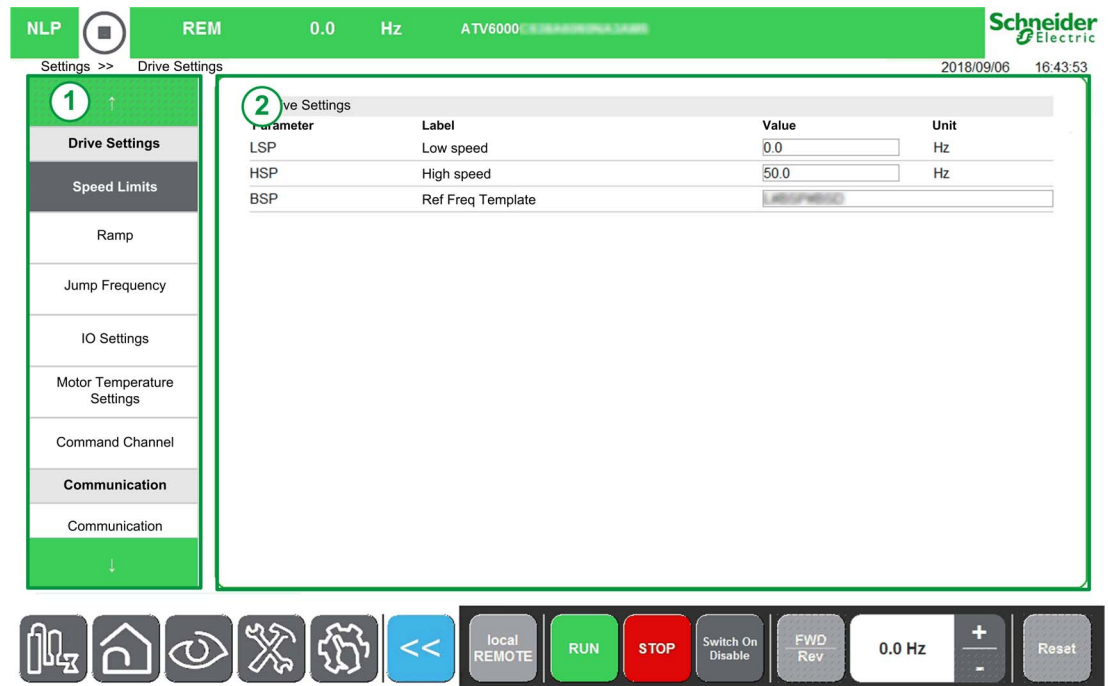 NLP REM 0.0 Hz ATV6000
Schneider
Electric
Settings >> Drive Settings 2018/09/06 16:43:53
1 ↑
Drive Settings
Speed Limits
Ramp
Jump Frequency
IO Settings
Motor Temperature
Settings
Command Channel
Communication
Communication
↓
2 ve Settings
Parameter Label Value Unit
LSP Low speed 0.0 Hz
HSP High speed 50.0 Hz
BSP Ref Freq Template
<< local
REMOTE
RUN
STOP
Switch On
Disable
FWD
Rev
0.0 Hz
+
-
Reset